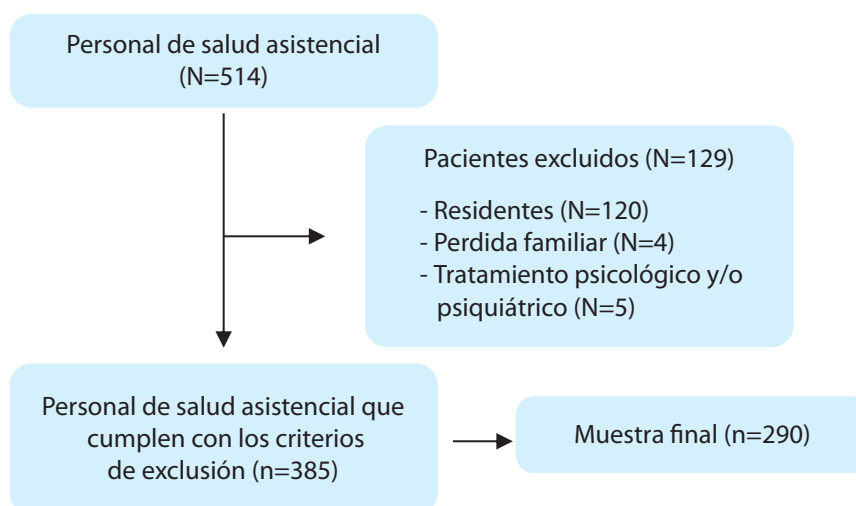 Personal de salud asistencial
(N=514)
Pacientes excluidos (N=129)
- Residentes (N=120)
- Perdida familiar (N=4)
- Tratamiento psicológico y/o
psiquiátrico (N=5)
Personal de salud asistencial que
cumplen con los criterios
de exclusión (n=385)
Muestra final (n=290)